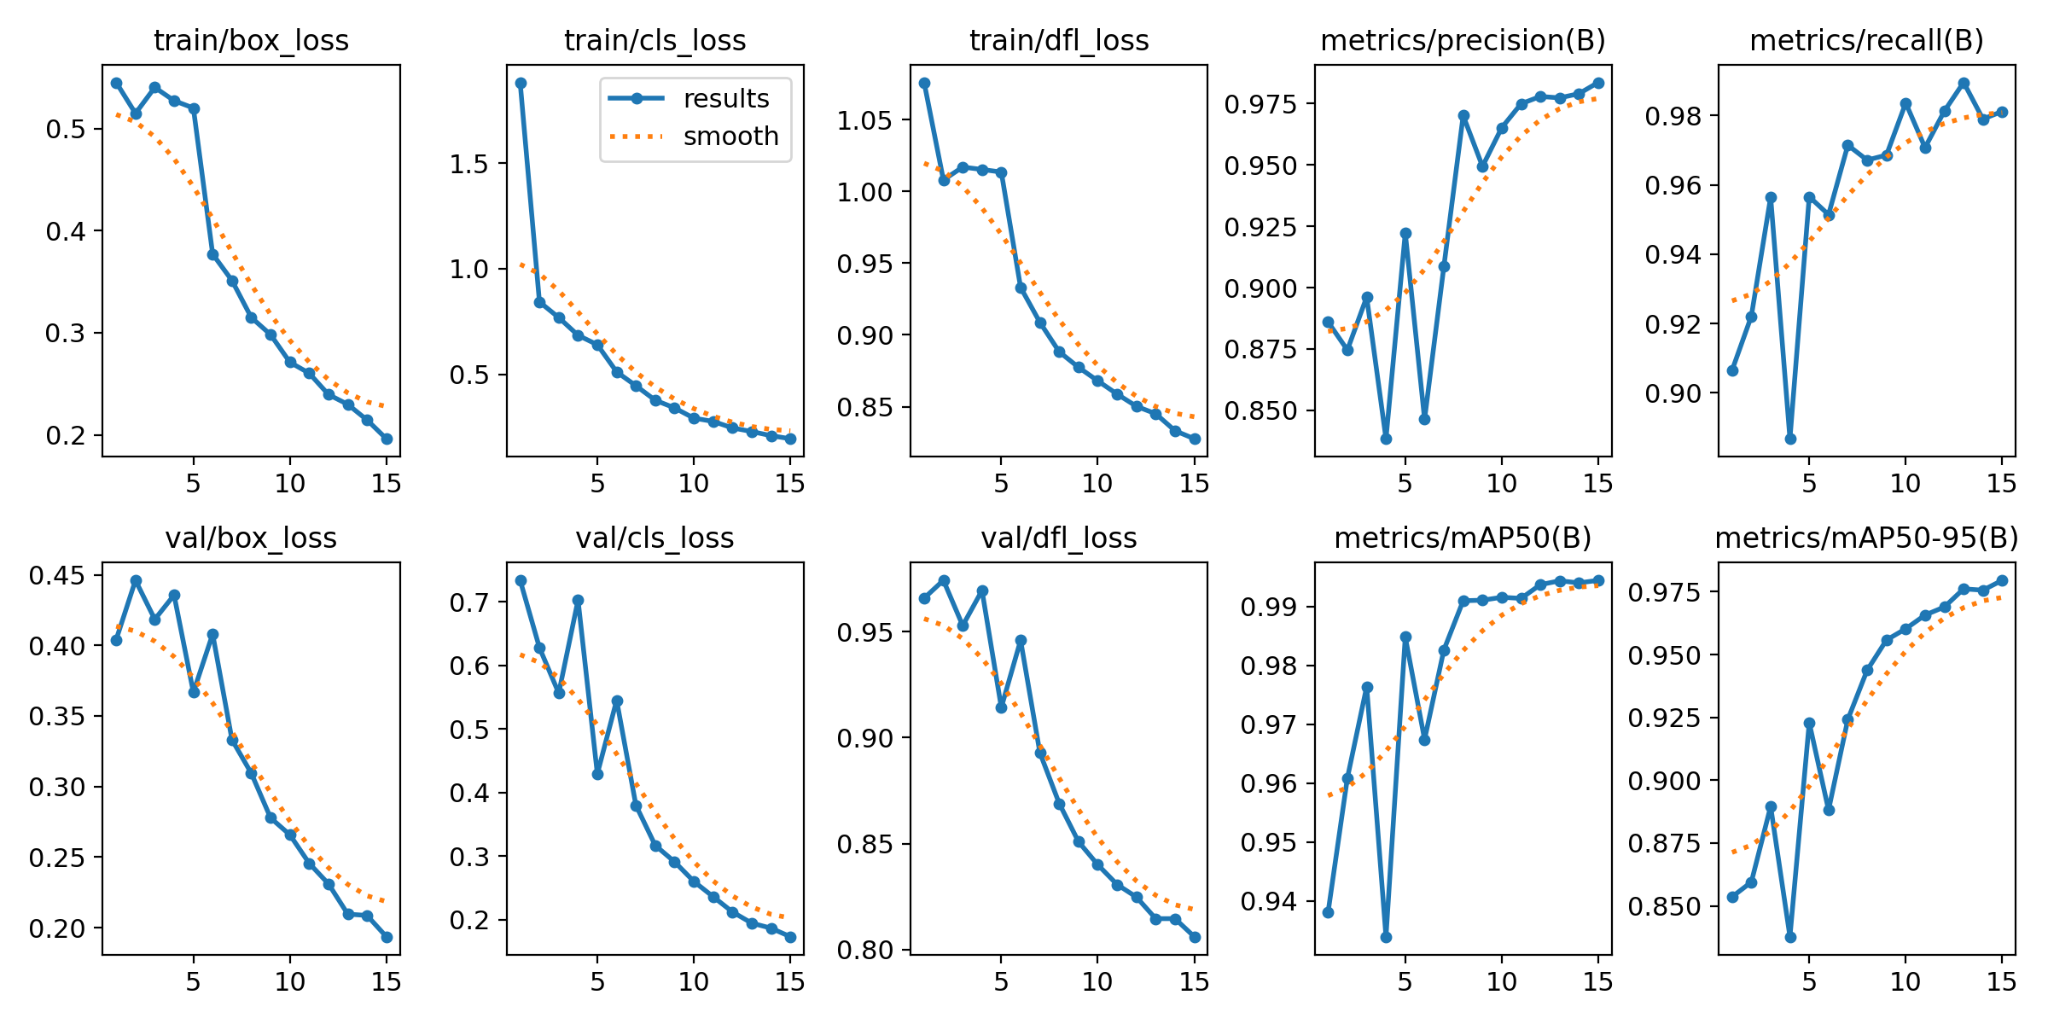 train/box_loss
0.5
0.4
0.3
0.2
5 10 15
train/cls_loss
results
smooth
1.5
1.0
0.5
5 10 15
train/dfl_loss
1.05
1.00
0.95
0.90
0.85
5 10 15
metrics/precision(B)
0.975
0.950
0.925
0.900
0.875
0.850
5 10 15
metrics/recall(B)
0.98
0.96
0.94
0.92
0.90
5 10 15
val/box_loss
0.45
0.40
0.35
0.30
0.25
0.20
5 10 15
val/cls_loss
0.7
0.6
0.5
0.4
0.3
0.2
5 10 15
val/dfl_loss
0.95
0.90
0.85
0.80
5 10 15
metrics/mAP50(B)
0.99
0.98
0.97
0.96
0.95
0.94
5 10 15
metrics/mAP50-95(B)
0.975
0.950
0.925
0.900
0.875
0.850
5 10 15